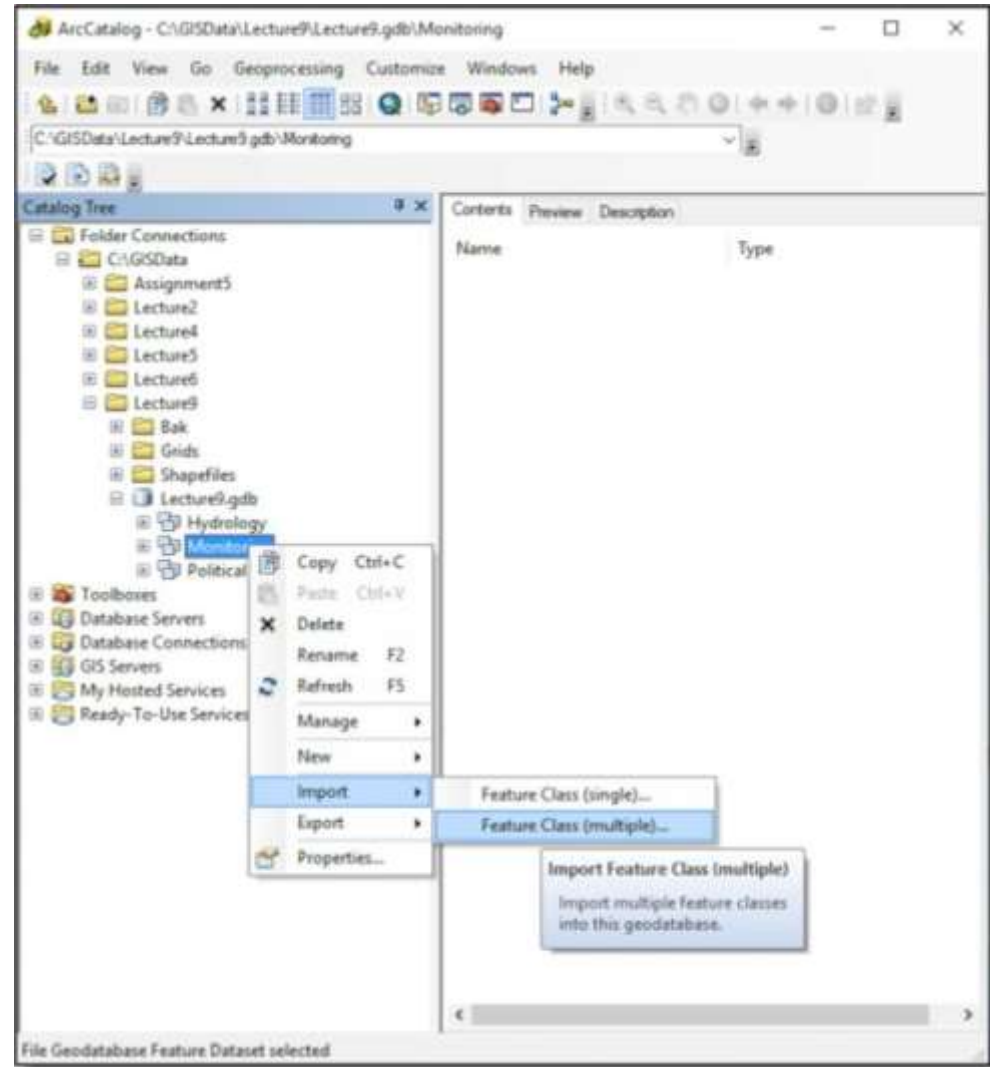 ArcCatalog - C:\GISData\Lecture9\Lecture9.gdb\Monitoring
File Edit View Go Geoprocessing Customize Windows Help
C:\GISData\Lecture9\Lecture9.gdb\Monitoring
Catalog Tree
Contents Preview Description
Name Type
Folder Connections
C:\GISData
Assignment5
Lecture2
Lecture4
Lecture5
Lecture6
Lecture9
Bak
Grids
Shapefiles
Lecture9.gdb
Hydrology
Political
Toolboxes
Database Servers
Database Connections
GIS Servers
My Hosted Services
Ready-To-Use Services
Copy Ctrl+C
Paste Ctrl+V
Delete
Rename F2
Refresh F5
Manage
New
Import
Export
Properties...
Feature Class (single)...
Feature Class (multiple)...
Import Feature Class (multiple)
Import multiple feature classes
into this geodatabase.
File Geodatabase Feature Dataset selected